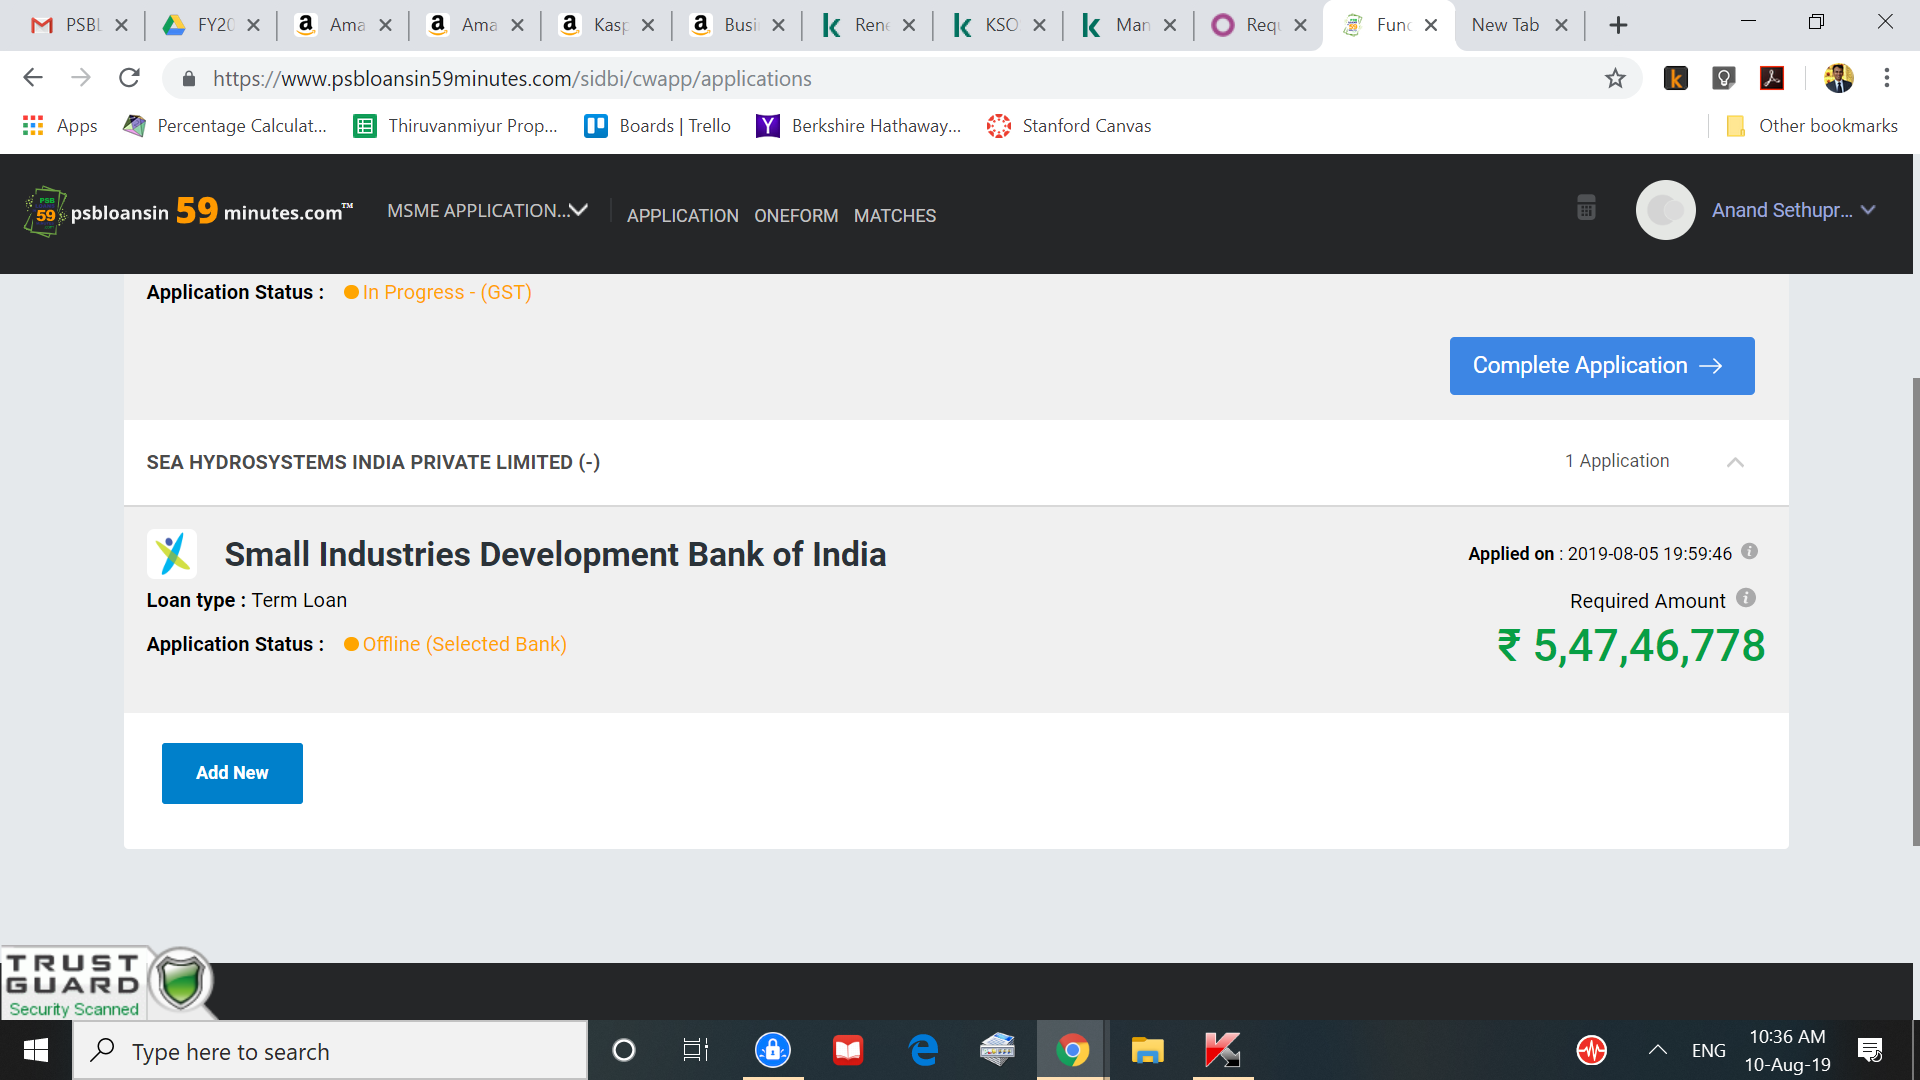 PSBL
FY20
Ama
Ama
Kasp
Busi
Rene
KSO
Man
Requ
Func
New Tab
https://www.psbloansin59minutes.com/sidbi/cwapp/applications
Apps
Percentage Calculat...
Thiruvanmiyur Prop...
Boards | Trello
Berkshire Hathaway...
Stanford Canvas
Other bookmarks
psbloansin 59 minutes.com™
MSME APPLICATION...
APPLICATION
ONEFORM
MATCHES
Anand Sethupr...
Application Status : In Progress - (GST)
Complete Application →
SEA HYDROSYSTEMS INDIA PRIVATE LIMITED (-)
1 Application
Small Industries Development Bank of India
Applied on : 2019-08-05 19:59:46
Loan type : Term Loan
Required Amount
Application Status : Offline (Selected Bank)
₹ 5,47,46,778
Add New
TRUST
GUARD
Security Scanned
Type here to search
ENG
10:36 AM
10-Aug-19